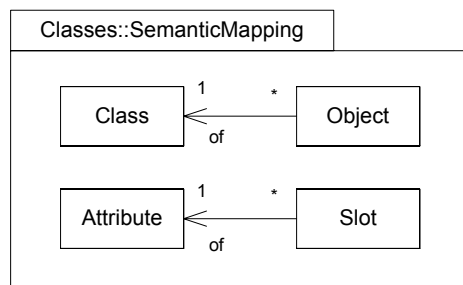 Classes::SemanticMapping
1 *
Class Object
of
1 *
Attribute Slot
of